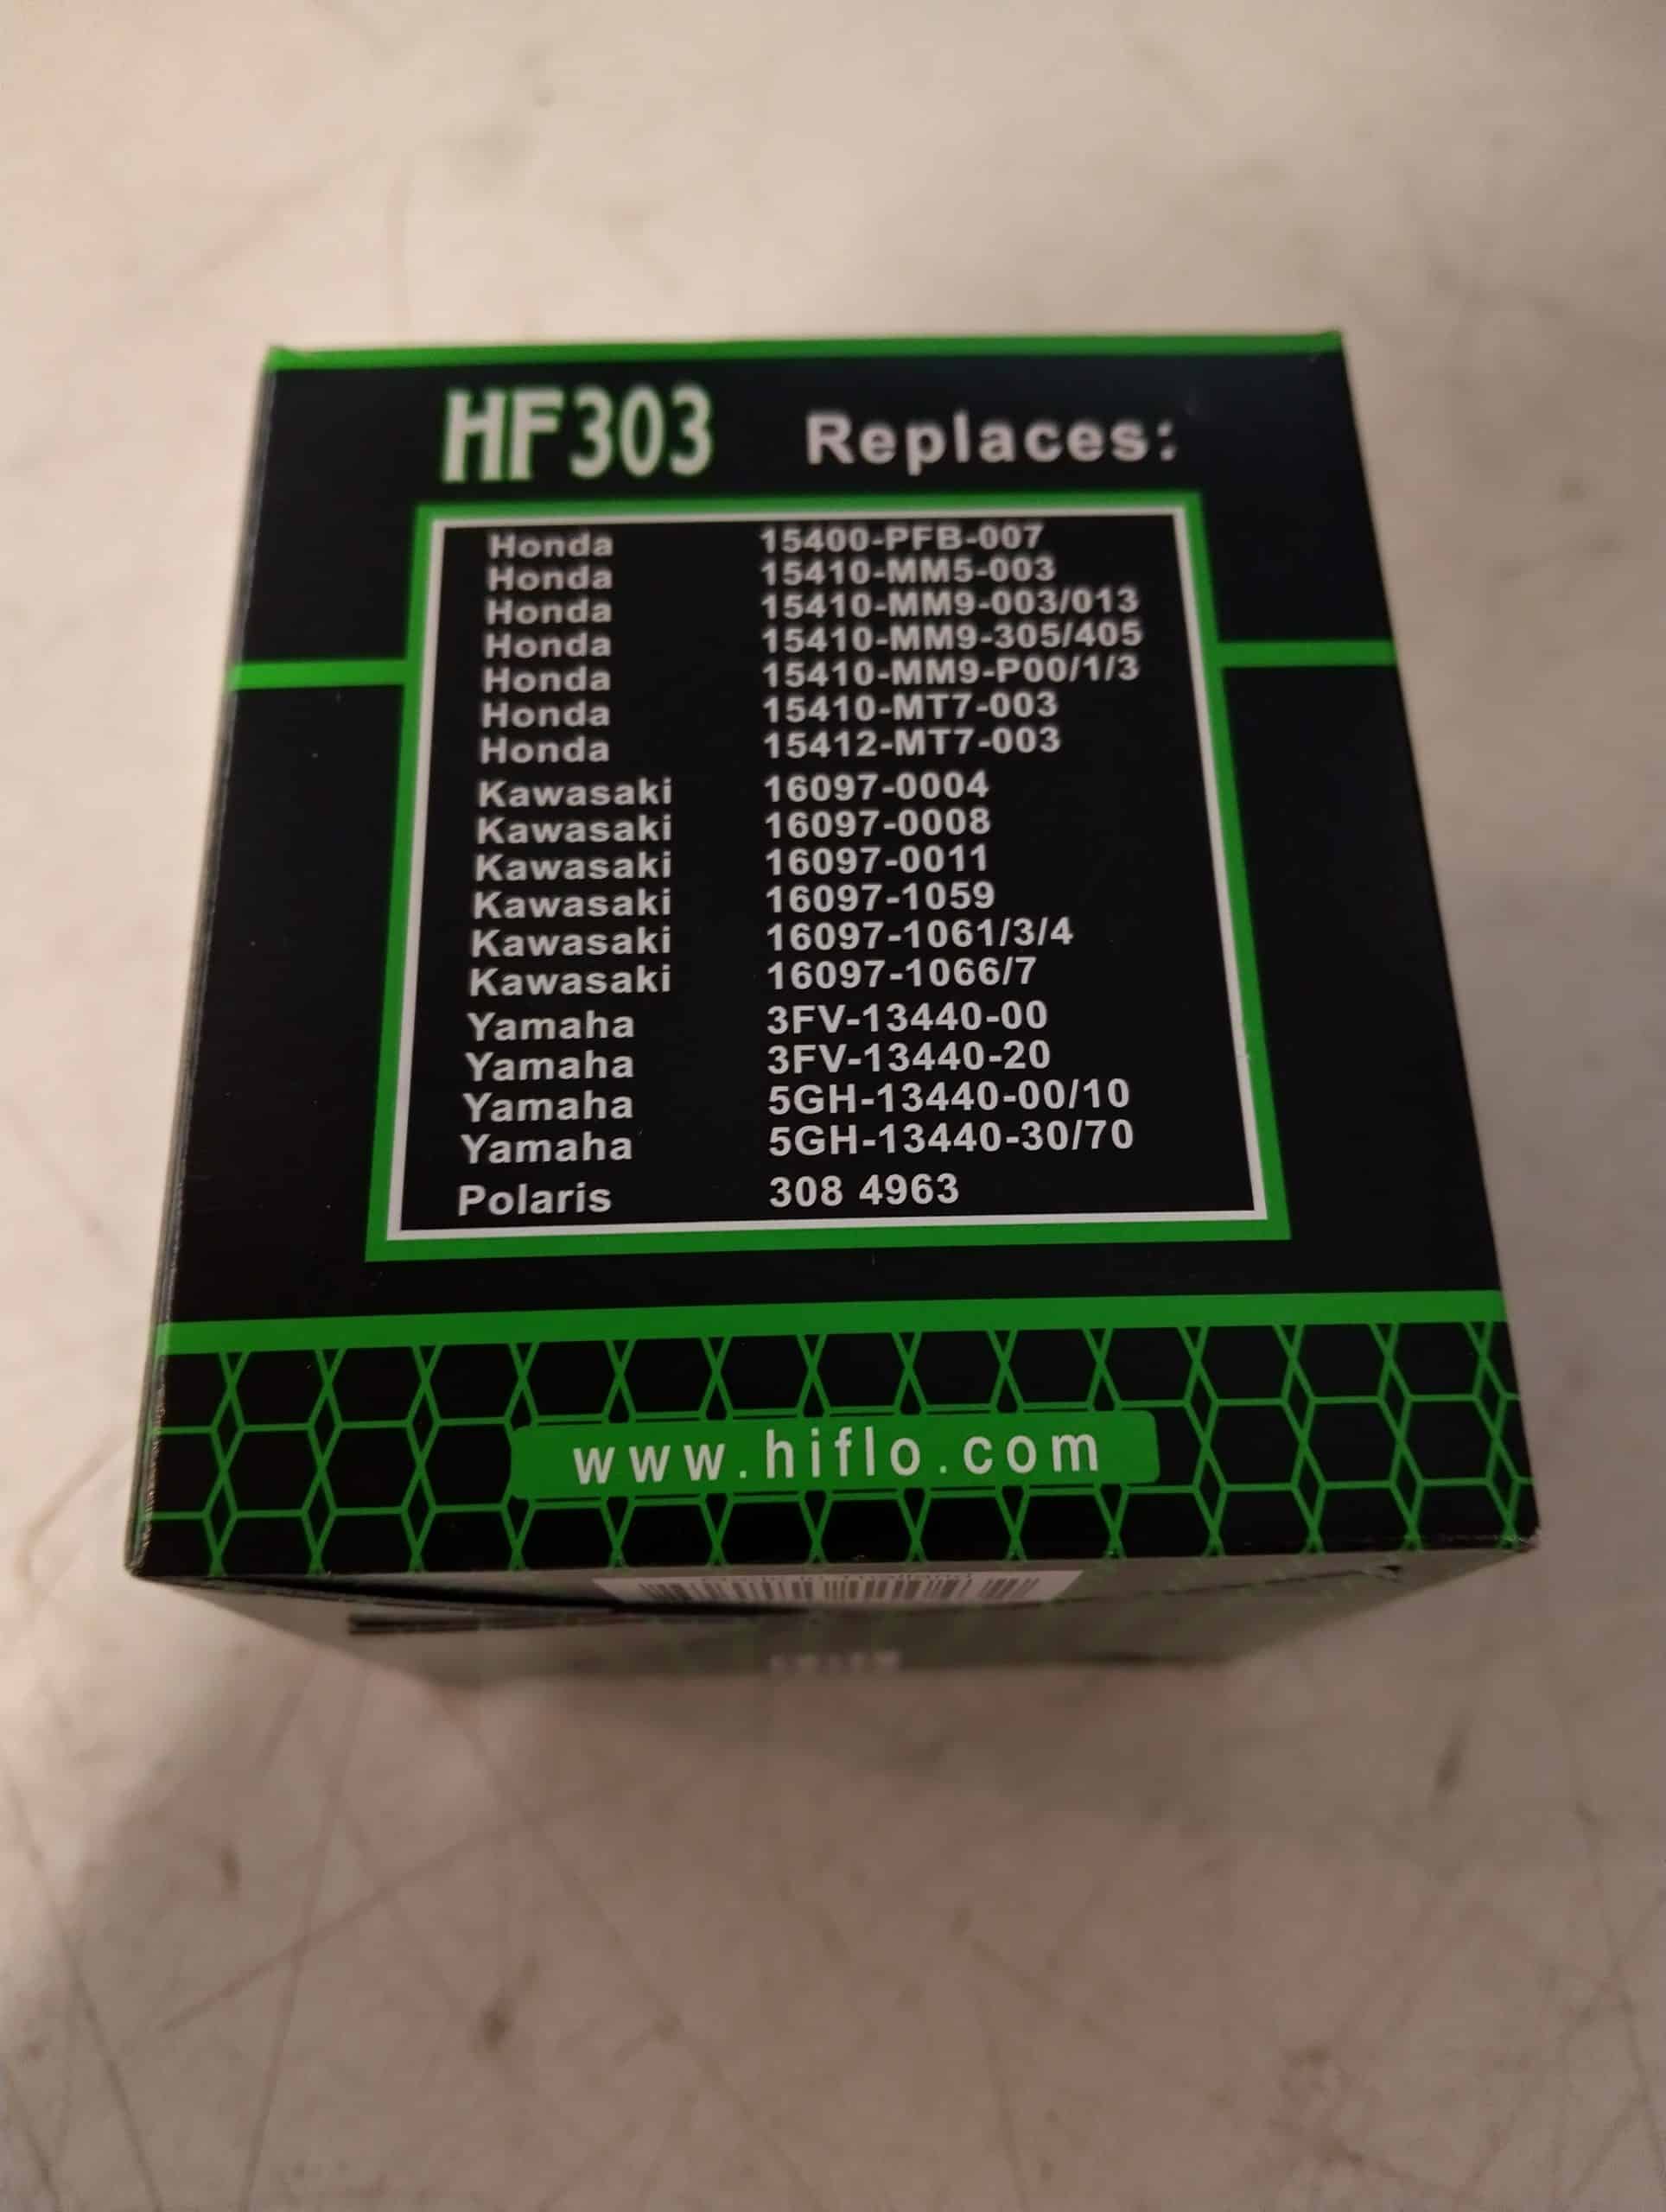 HF303 Replaces:
Honda 15400-PFB-007
Honda 15410-MM5-003
Honda 15410-MM9-003/013
Honda 15410-MM9-305/405
Honda 15410-MM9-P00/1/3
Honda 15410-MT7-003
Honda 15412-MT7-003
Kawasaki 16097-0004
Kawasaki 16097-0008
Kawasaki 16097-0011
Kawasaki 16097-1059
Kawasaki 16097-1061/3/4
Kawasaki 16097-1066/7
Yamaha 3FV-13440-00
Yamaha 3FV-13440-20
Yamaha 5GH-13440-00/10
Yamaha 5GH-13440-30/70
Polaris 308 4963
www.hiflo.com